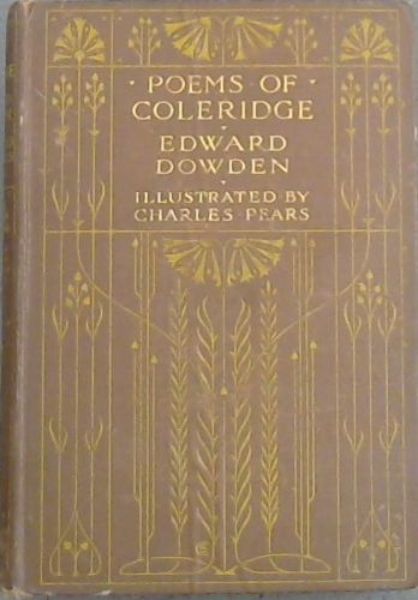 · POEMS OF ·
COLERIDGE
·
EDWARD
DOWDEN
·
ILLUSTRATED BY
CHARLES PEARS